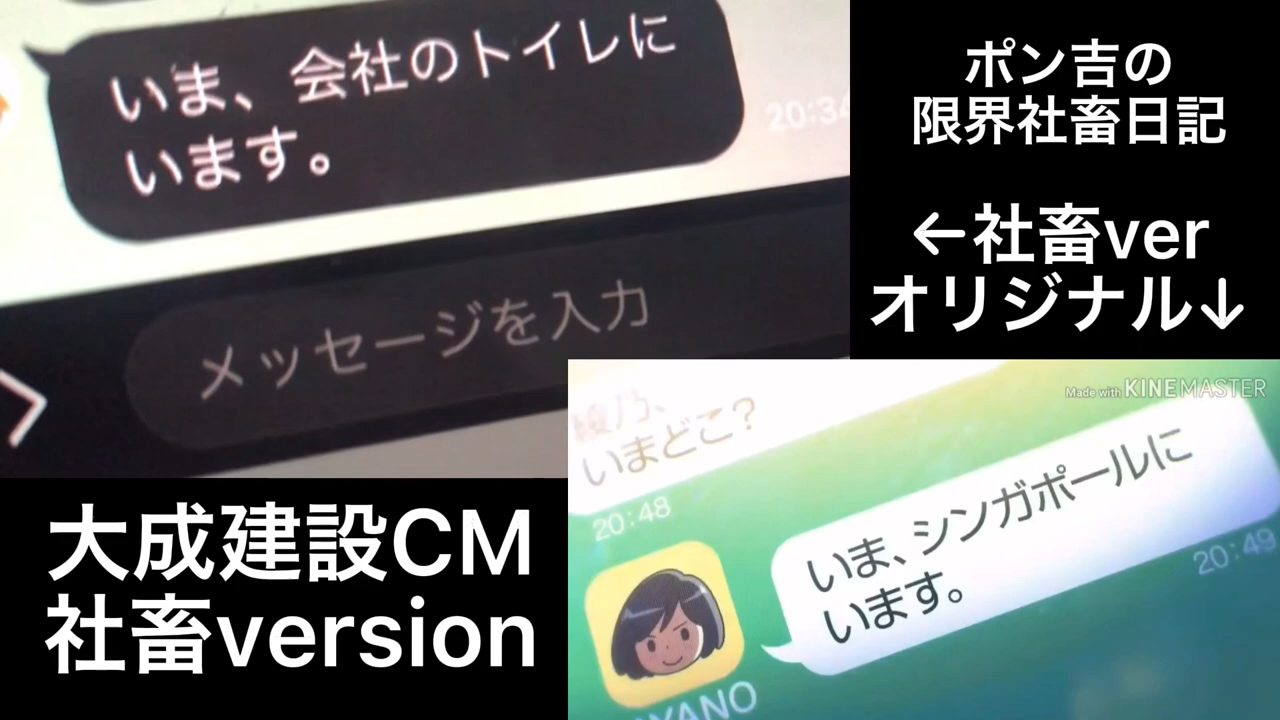 いま、会社のトイレに
います。
20:34
メッセージを入力
ポン吉の
限界社畜日記
←社畜ver
オリジナル↓
大成建設CM
社畜version
Made with KINEMASTER
綾乃、
いまどこ?
20:48
いま、シンガポールに
います。
20:49
AYANO